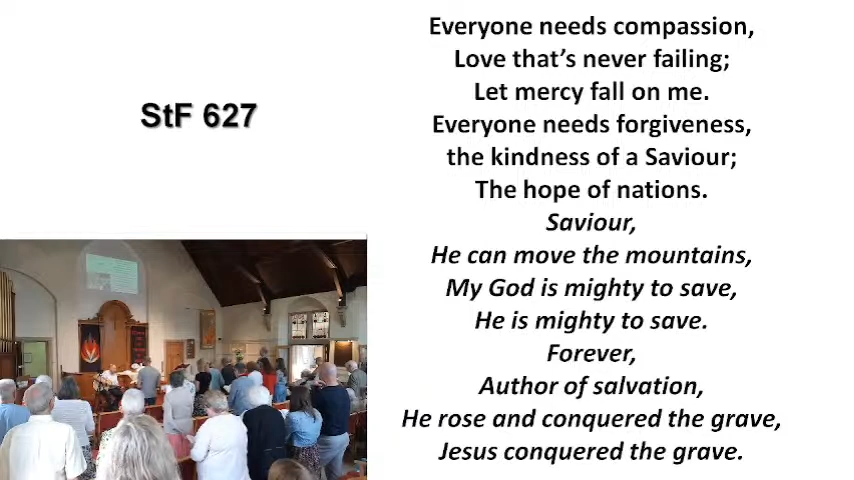 StF 627
Everyone needs compassion,
Love that's never failing;
Let mercy fall on me.
Everyone needs forgiveness,
the kindness of a Saviour;
The hope of nations.
Saviour,
He can move the mountains,
My God is mighty to save,
He is mighty to save.
Forever,
Author of salvation,
He rose and conquered the grave,
Jesus conquered the grave.